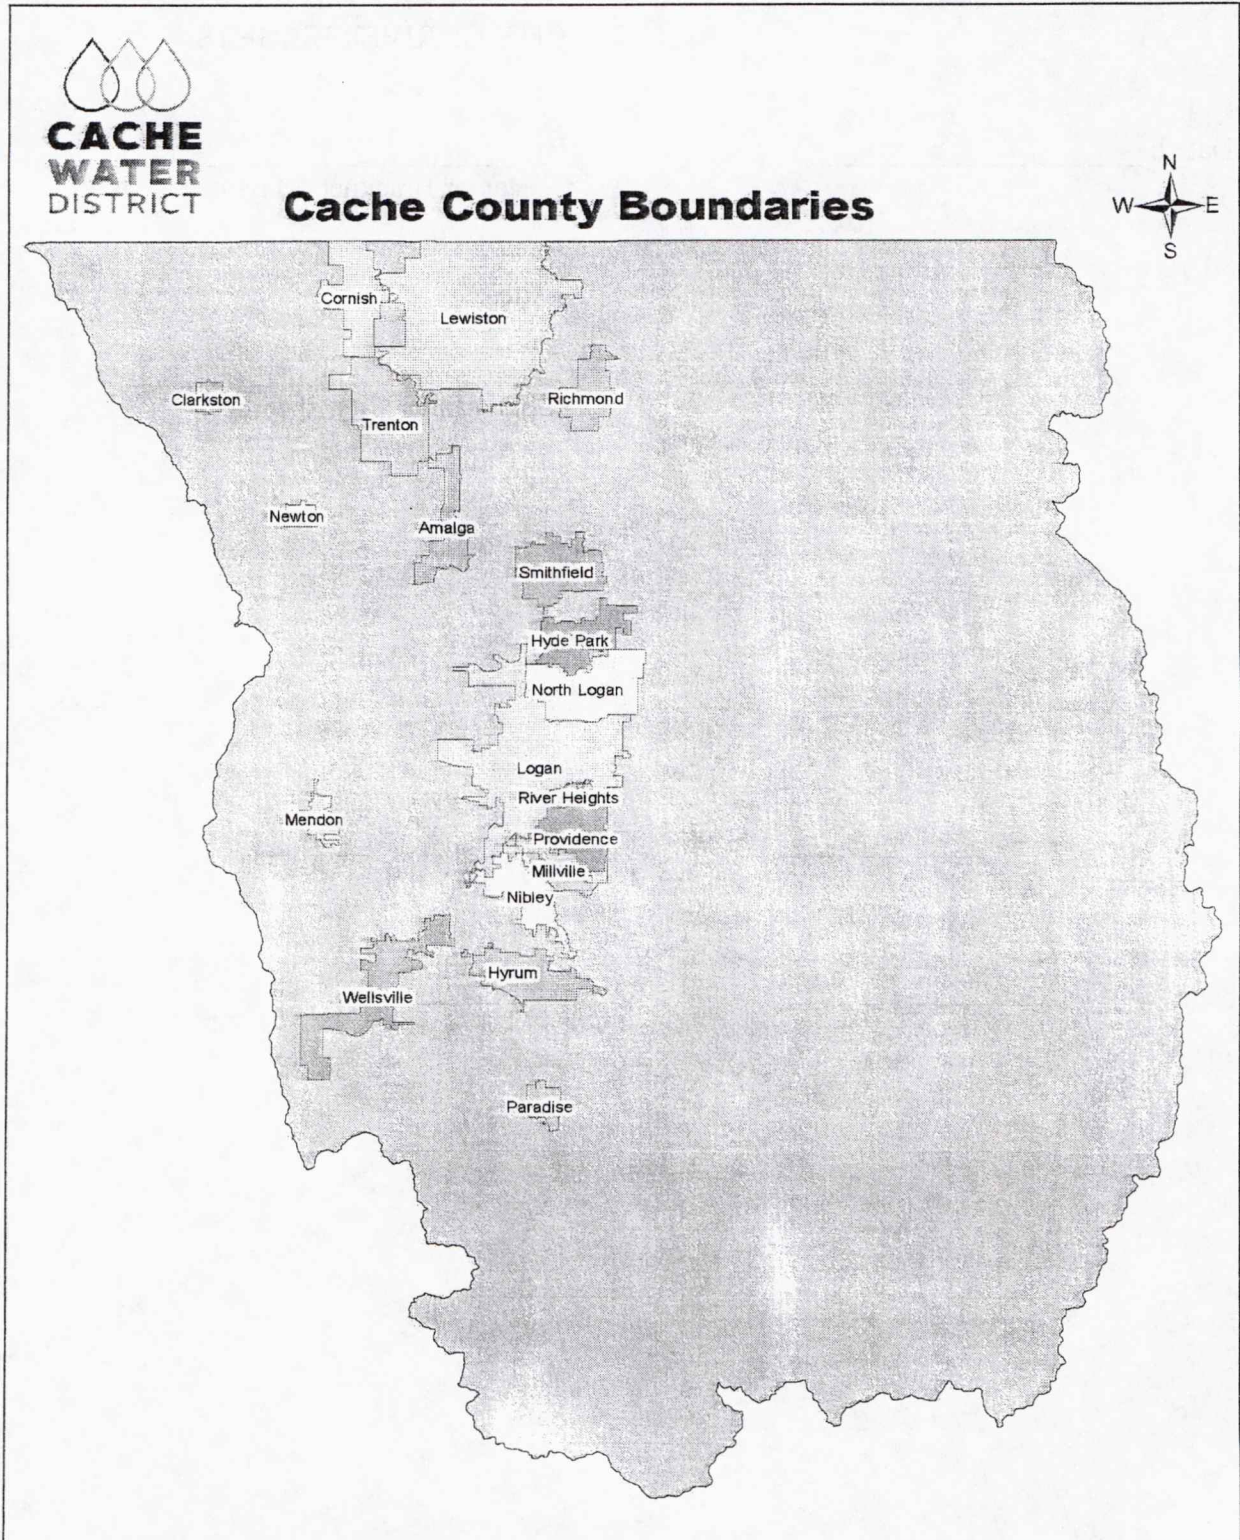 CACHE
WATER
DISTRICT
Cache County Boundaries
N
W E
S
Cornish
Lewiston
Clarkston
Richmond
Trenton
Newton
Amalga
Smithfield
Hyde Park
North Logan
Logan
River Heights
Mendon
Providence
Millville
Nibley
Hyrum
Wellsville
Paradise